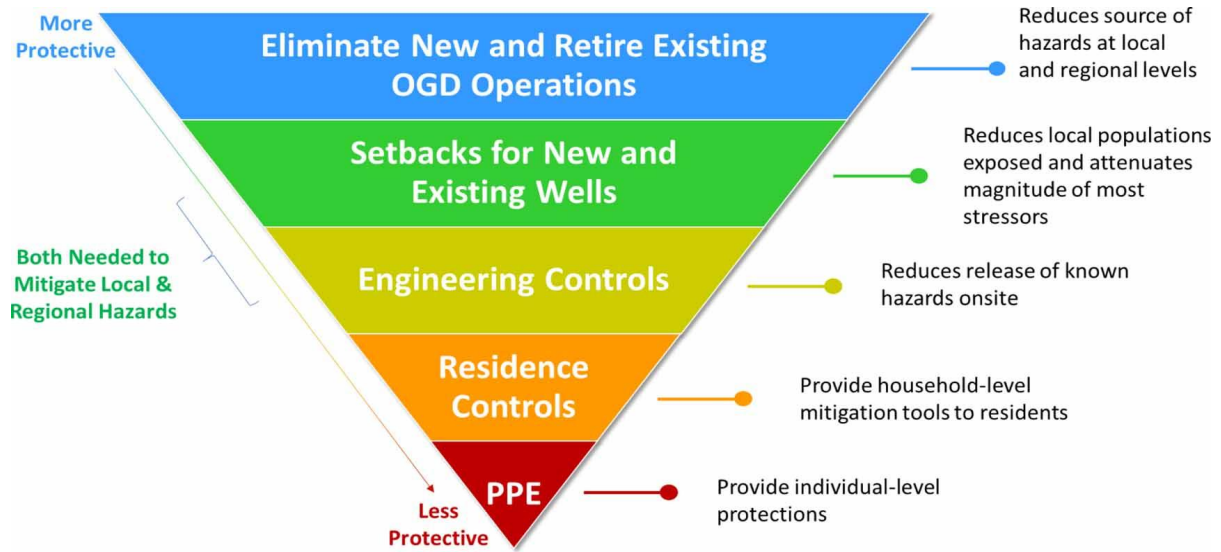 More
Protective
Eliminate New and Retire Existing
OGD Operations
Reduces source of
hazards at local
and regional levels
Setbacks for New and
Existing Wells
Reduces local populations
exposed and attenuates
magnitude of most
stressors
Both Needed to
Mitigate Local &
Regional Hazards
Engineering Controls
Reduces release of known
hazards onsite
Residence
Controls
Provide household-level
mitigation tools to residents
PPE
Provide individual-level
protections
Less
Protective